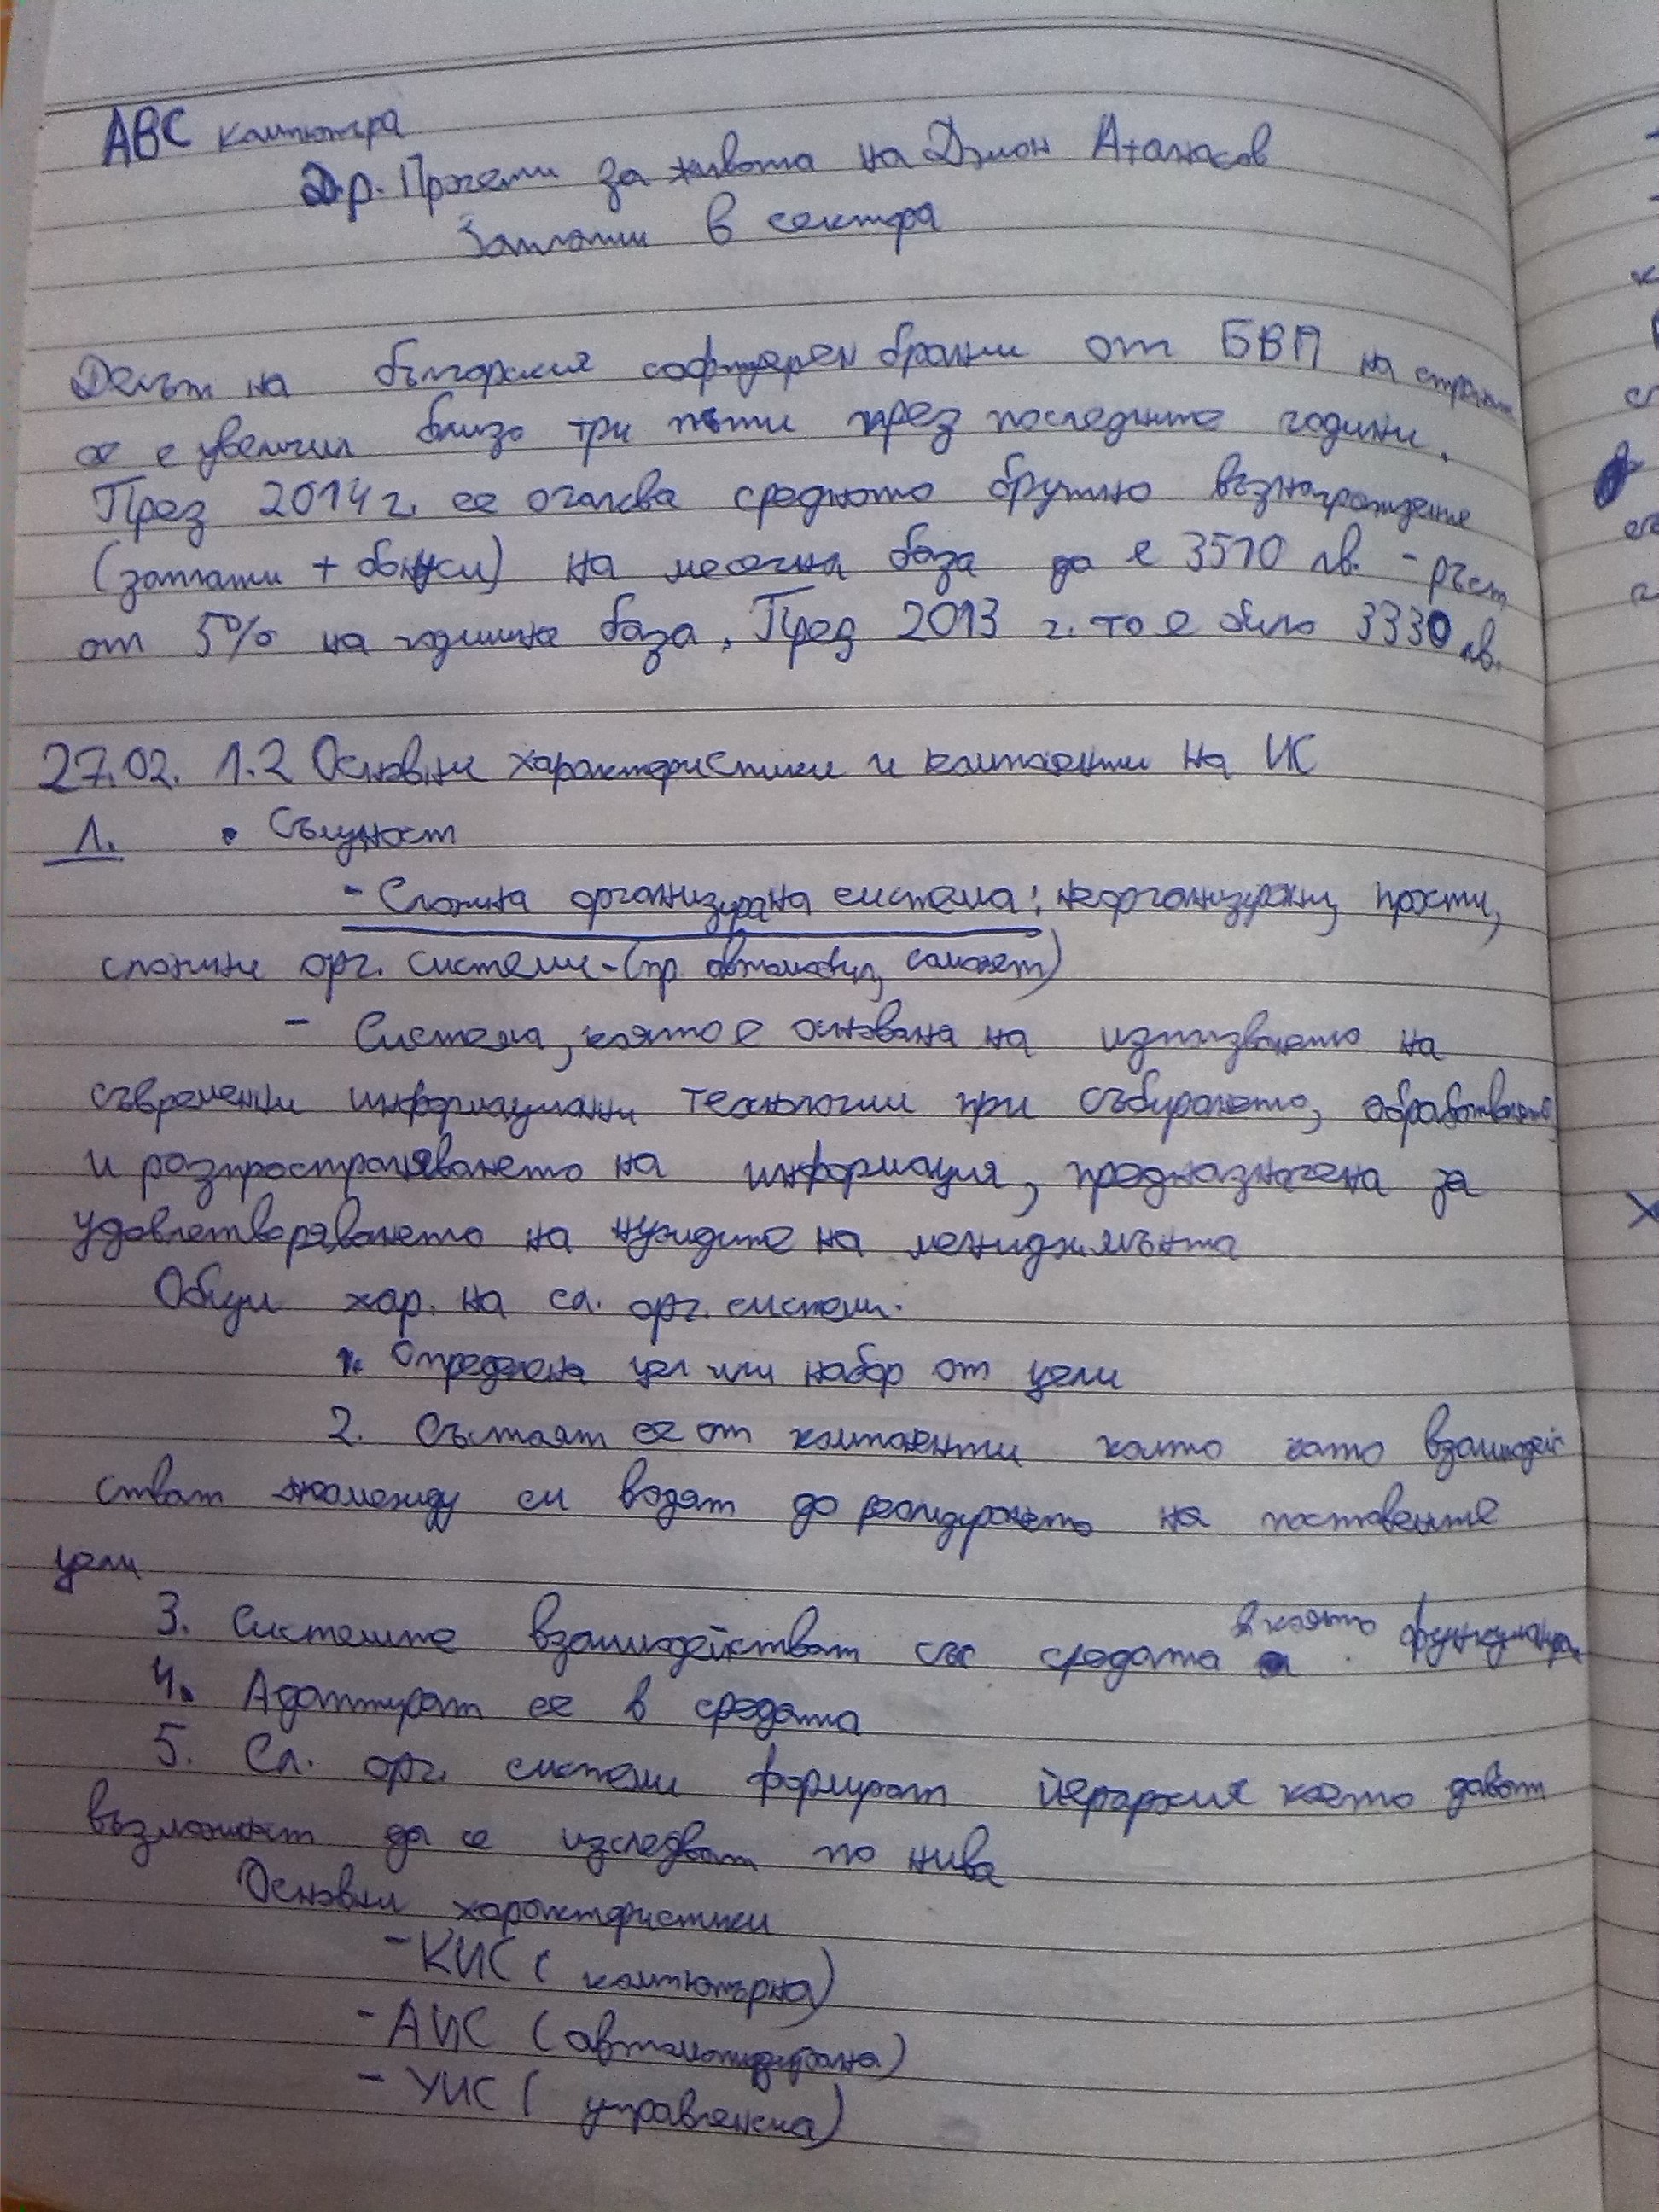 ABC компютъра
Др. Прочети за живота на Джон Атанасов
Заплати в сектора
Делът на българския софтуерен бранш от БВП на страната
се е увеличил близо три пъти през последните години.
През 2014 г. се очаква средното брутно възнаграждение
(заплати + бонуси) на месечна база да е 3510 лв. - ръст
от 5% на годишна база. През 2013 г. то е било 3330 лв.
27.02. 1.2 Основни характеристики и компоненти на ИС
1. • Същност
- Сложна организирана система: неорганизирани, прости,
сложни орг. системи - (пр. автомобил, самолет)
- Система, която е основана на използването на
съвременни информационни технологии при събирането, обработването
и разпространяването на информация, предназначена за
удовлетворяването на нуждите на мениджмънта
Общи хар. на сл. орг. системи.
1. Определена цел или набор от цели
2. Състоят се от компоненти които като взаимодей
стват помежду си водят до реализирането на поставените
цели
3. Системите взаимодействат със средата в която функционират
4. Адаптират се в средата
5. Сл. орг. системи формират йерархия което дават
възможност да се изследват по нива
Основни характеристики
- КИС (компютърна)
- АИС (автоматизирана)
- УИС (управленска)